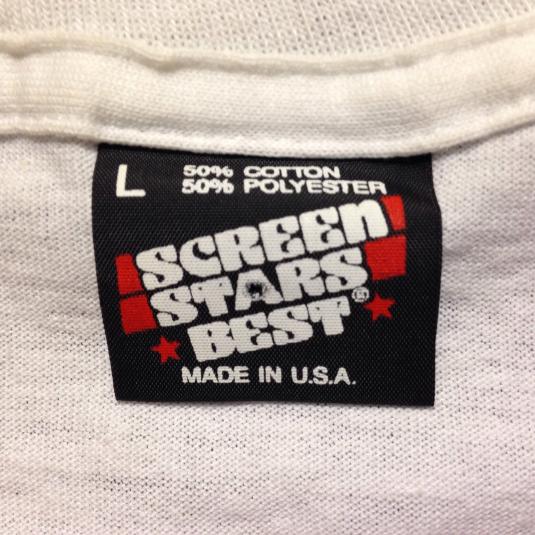 L 50% COTTON
50% POLYESTER
SCREEN
STARS
BEST®
MADE IN U.S.A.